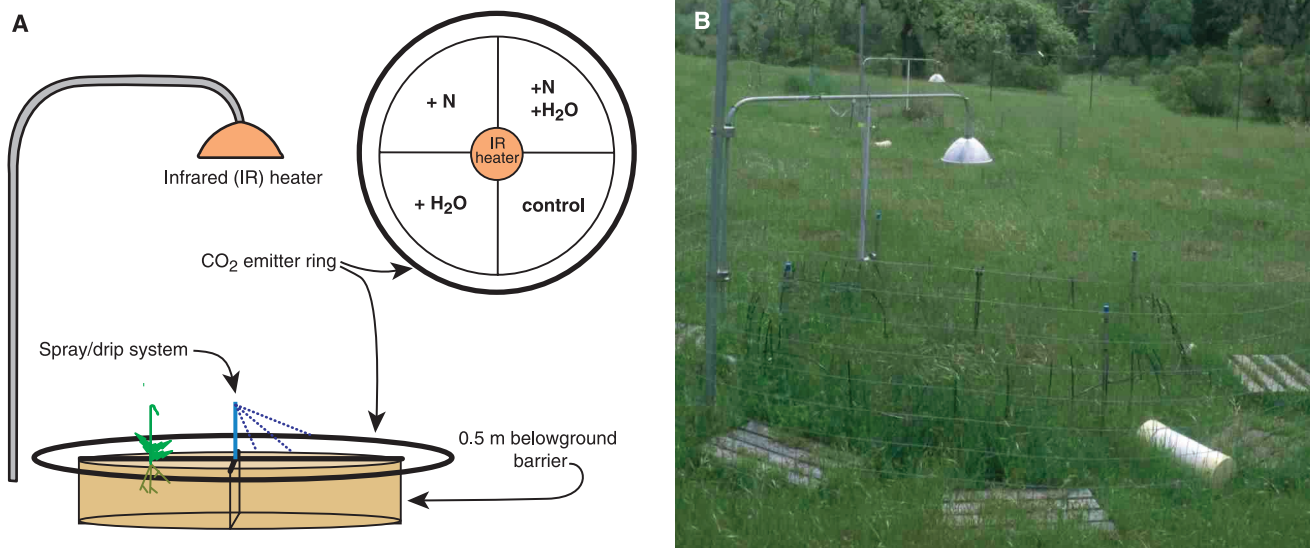 A
+ N
+N
+H₂O
IR
heater
+ H₂O
control
Infrared (IR) heater
CO₂ emitter ring
Spray/drip system
0.5 m belowground
barrier
B